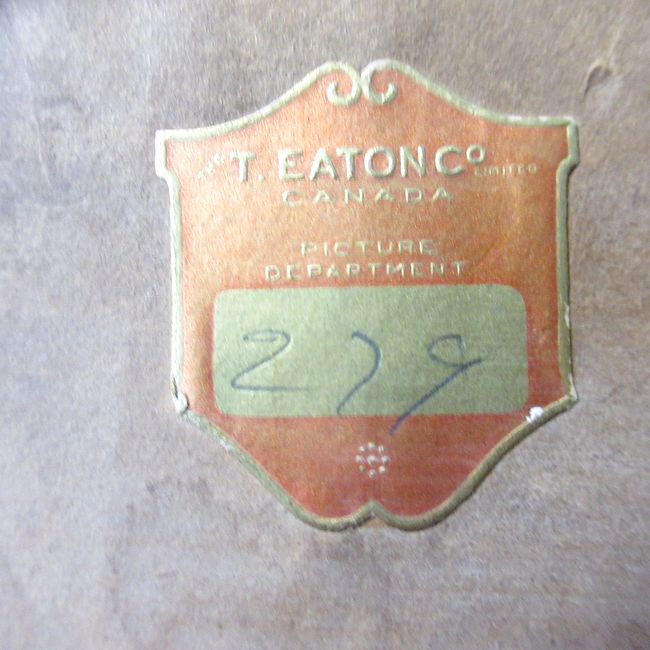 THE T. EATON Cº LIMITED
CANADA
PICTURE
DEPARTMENT
279